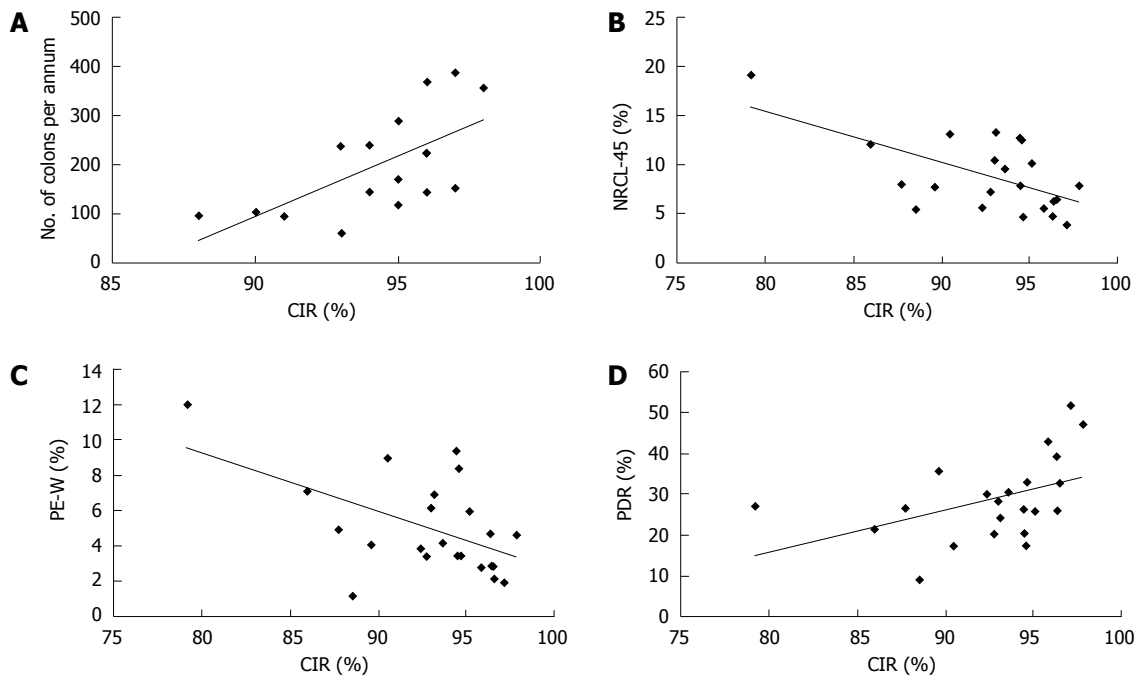 A
No. of colons per annum
500
400
300
200
100
0
85 90 95 100
CIR (%)
B
NRCL-45 (%)
25
20
15
10
5
0
75 80 85 90 95 100
CIR (%)
C
PE-W (%)
14
12
10
8
6
4
2
0
75 80 85 90 95 100
CIR (%)
D
PDR (%)
60
50
40
30
20
10
0
75 80 85 90 95 100
CIR (%)